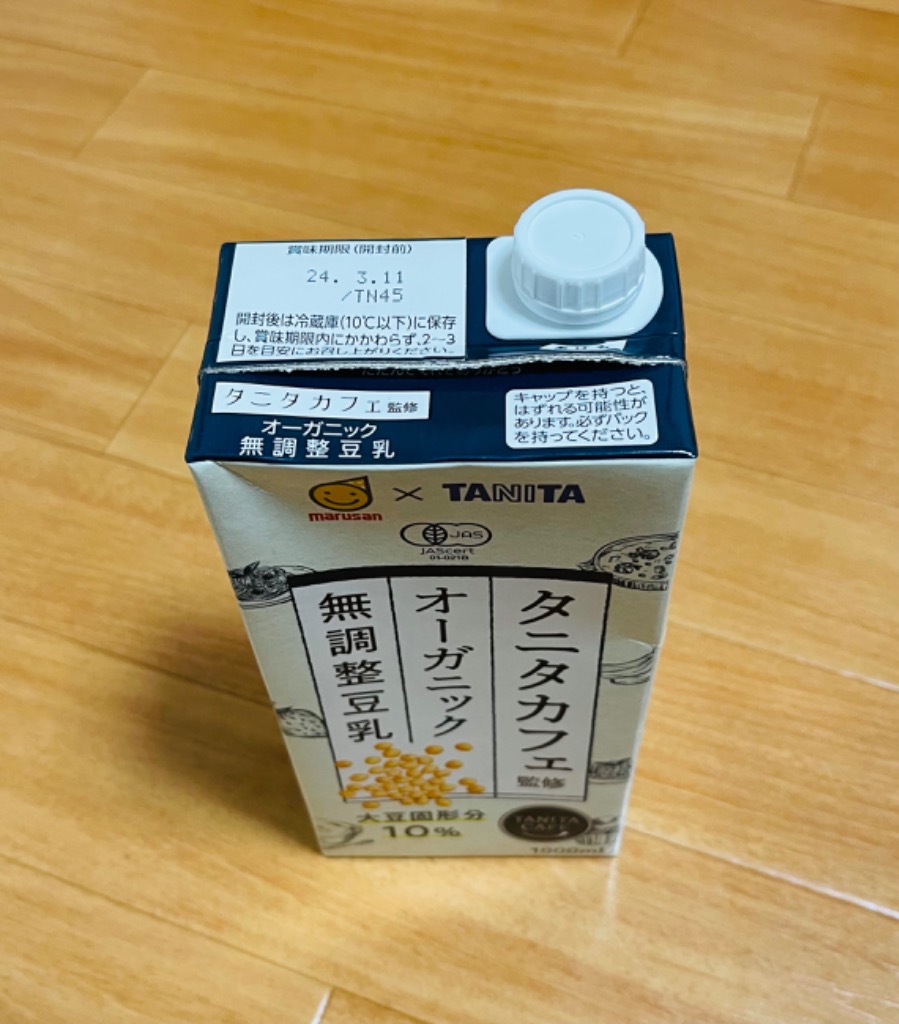 賞味期限(開封前)
24. 3.11
/TN45
開封後は冷蔵庫(10℃以下)に保存
し、賞味期限内にかかわらず、2〜3
日を目安にお召し上がりください。
タニタカフェ監修
オーガニック
無調整豆乳
キャップを持つと、
はずれる可能性が
あります。必ずパック
を持ってください。
marusan × TANITA
JAS
JAScert
01-021B
タニタカフェ監修
オーガニック
無調整豆乳
大豆固形分
10%
TANITA
CAFE
1000ml